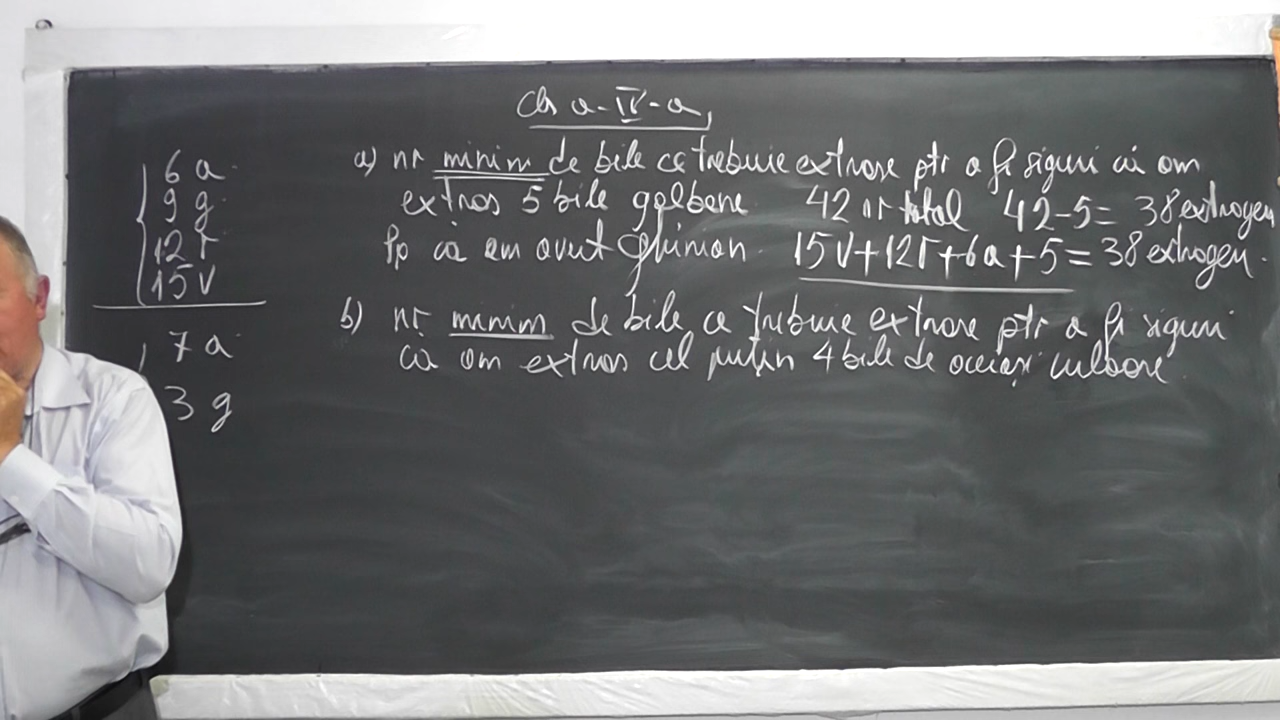 cls a-IV-a,
6 a
9 g
12 r
15 V
7 a
3 g
a) nr minim de bile ce trebuie extrase ptr a fi siguri că am
extras 5 bile galbene 42 nr total 42-5= 38 extrageri
Pp că am avut ghinion. 15V+12r+6a+5=38 extrageri.
b) nr minim de bile, ce trebuie extrase ptr a fi siguri
că am extras cel puțin 4 bile de aceeași culoare